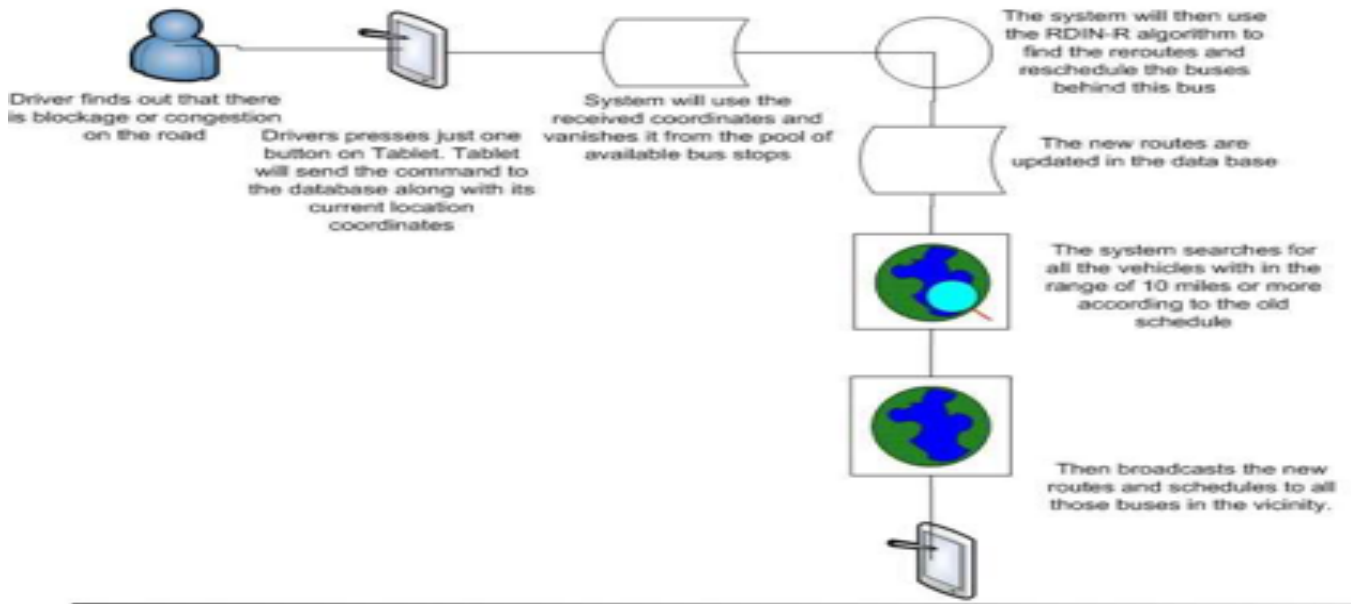 Driver finds out that there
is blockage or congestion
on the road
Drivers presses just one
button on Tablet. Tablet
will send the command to
the database along with its
current location
coordinates
System will use the
received coordinates and
vanishes it from the pool of
available bus stops
The system will then use
the RDIN-R algorithm to
find the reroutes and
reschedule the buses
behind this bus
The new routes are
updated in the data base
The system searches for
all the vehicles with in the
range of 10 miles or more
according to the old
schedule
Then broadcasts the new
routes and schedules to all
those buses in the vicinity.